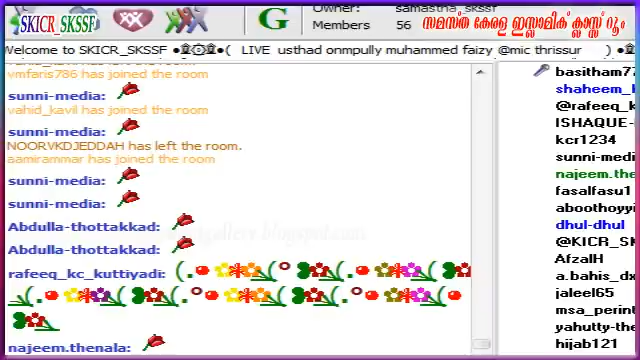 SKICR_SKSSF
G
Owner: samastha_skssf
Members 56
സമസ്ത കേരള ഇസ്ലാമിക് ക്ലാസ്സ് റൂം
Welcome to SKICR_SKSSF ( LIVE usthad onmpully muhammed faizy @mic thrissur )
vmfaris786 has joined the room
sunni-media:
vahid_kavil has joined the room
sunni-media:
NOORVKDJEDDAH has left the room.
aamirammar has joined the room
sunni-media:
sunni-media:
Abdulla-thottakkad:
Abdulla-thottakkad:
rafeeq_kc_kuttiyadi:
najeem.thenala:
basitham77
shaheem_
@rafeeq_k
ISHAQUE-
kcr1234
sunni-med
najeem.the
fasalfasu1
aboothoyyi
dhul-dhul
@KICR_SK
AfzalH
a.bahis_dx
jaleel65
msa_perint
yahutty-the
hijab121